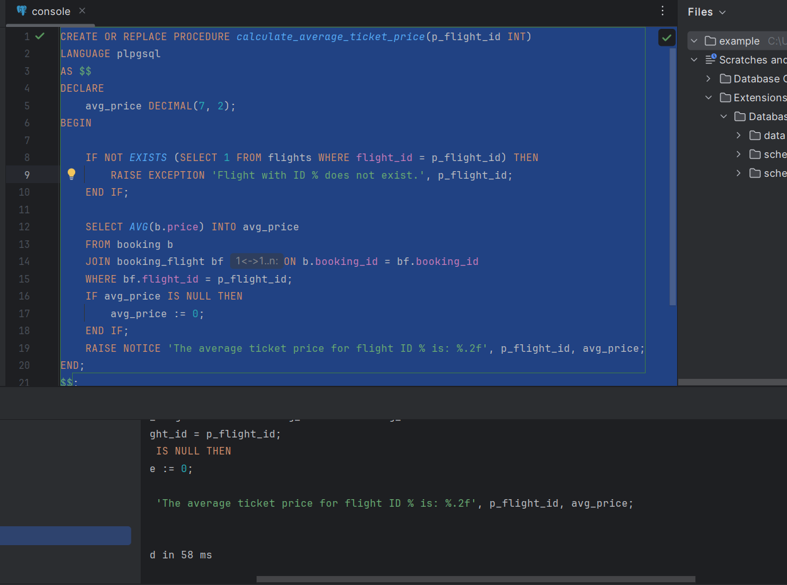 console
Files
1 CREATE OR REPLACE PROCEDURE calculate_average_ticket_price(p_flight_id INT)
2 LANGUAGE plpgsql
3 AS $$
4 DECLARE
5 avg_price DECIMAL(7, 2);
6 BEGIN
7
8 IF NOT EXISTS (SELECT 1 FROM flights WHERE flight_id = p_flight_id) THEN
9 RAISE EXCEPTION 'Flight with ID % does not exist.', p_flight_id;
10 END IF;
11
12 SELECT AVG(b.price) INTO avg_price
13 FROM booking b
14 JOIN booking_flight bf 1<->1..n: ON b.booking_id = bf.booking_id
15 WHERE bf.flight_id = p_flight_id;
16 IF avg_price IS NULL THEN
17 avg_price := 0;
18 END IF;
19 RAISE NOTICE 'The average ticket price for flight ID % is: %.2f', p_flight_id, avg_price;
20 END;
21 $$;
example C:\U
Scratches and
Database C
Extensions
Databas
data
sche
sche
ght_id = p_flight_id;
IS NULL THEN
e := 0;
'The average ticket price for flight ID % is: %.2f', p_flight_id, avg_price;
d in 58 ms